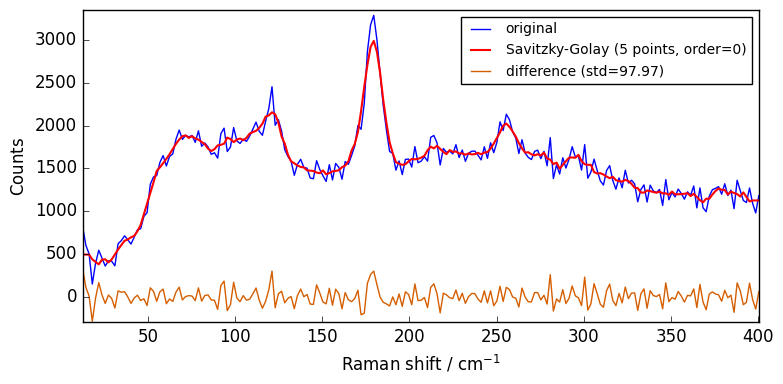 original
Savitzky-Golay (5 points, order=0)
difference (std=97.97)
3000
2500
2000
1500
1000
500
0
Counts
50 100 150 200 250 300 350 400
Raman shift / cm⁻¹